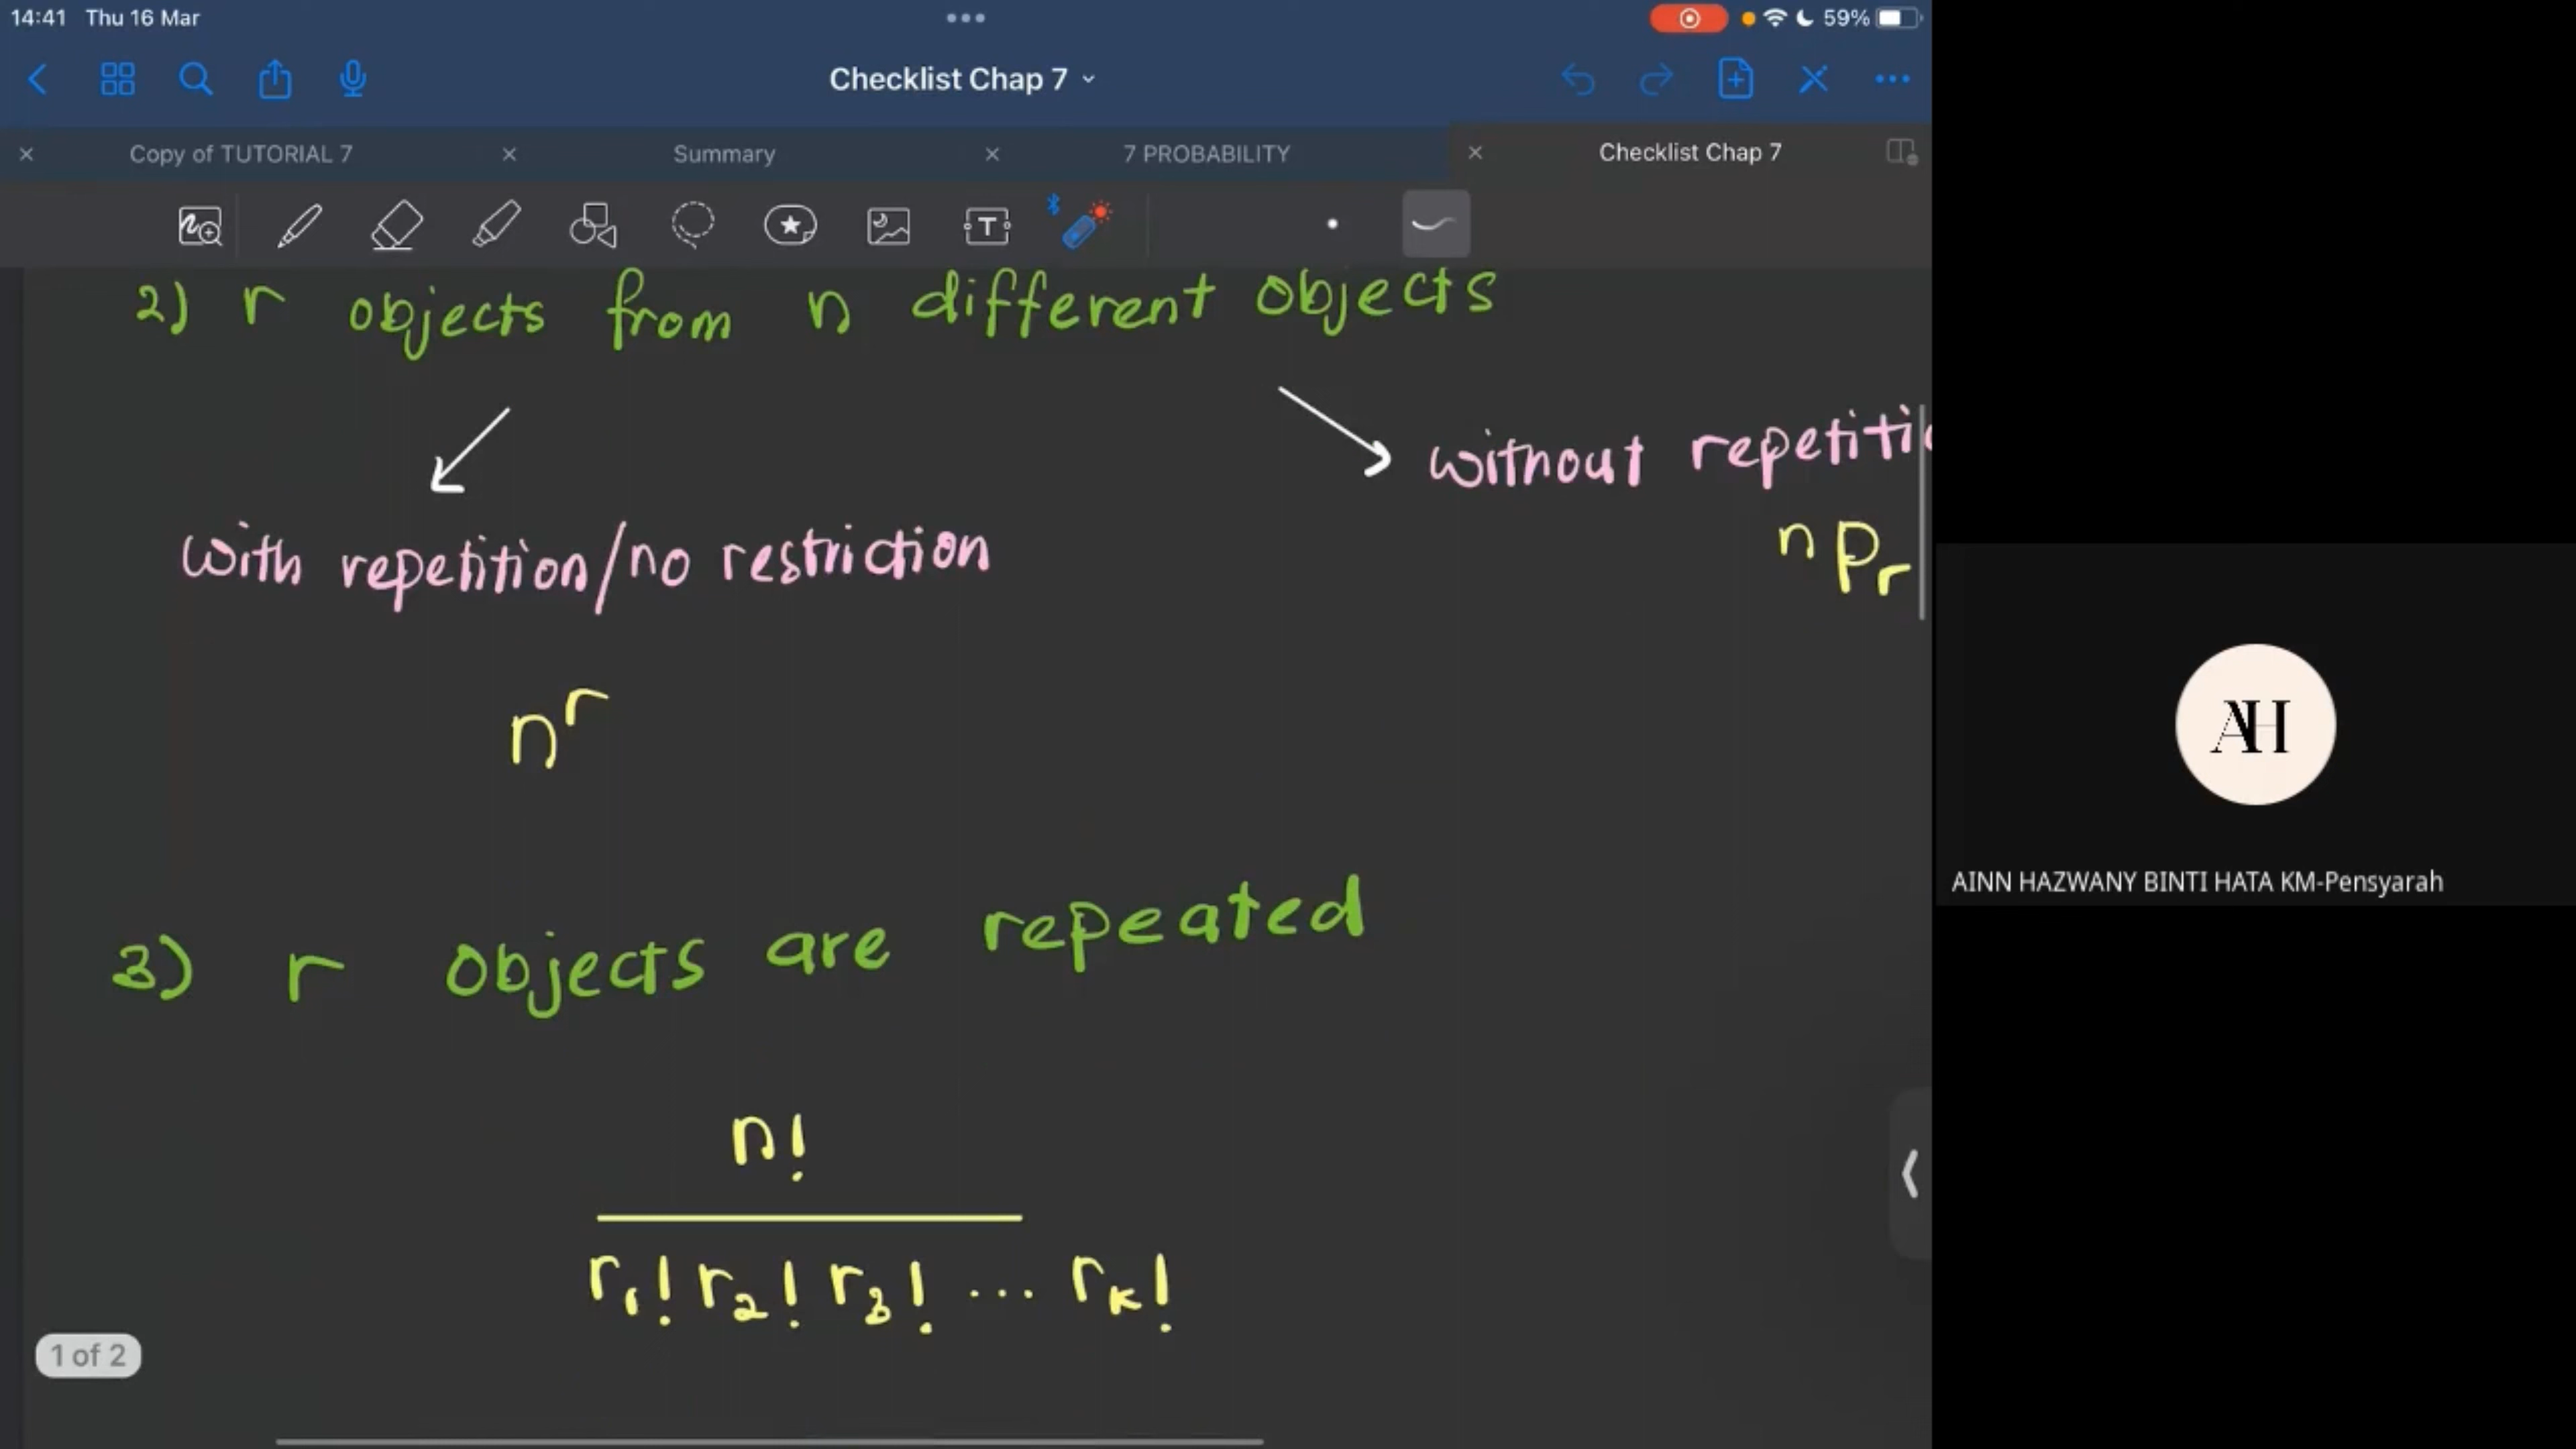 14:41 Thu 16 Mar
59%
Checklist Chap 7
Copy of TUTORIAL 7
Summary
7 PROBABILITY
Checklist Chap 7
T
2) r objects from n different objects
without repetiti
ⁿPᵣ
with repetition/no restriction
nʳ
3) r objects are repeated
n!
r₁! r₂! r₃! ... rₖ!
1 of 2
AH
AINN HAZWANY BINTI HATA KM-Pensyarah